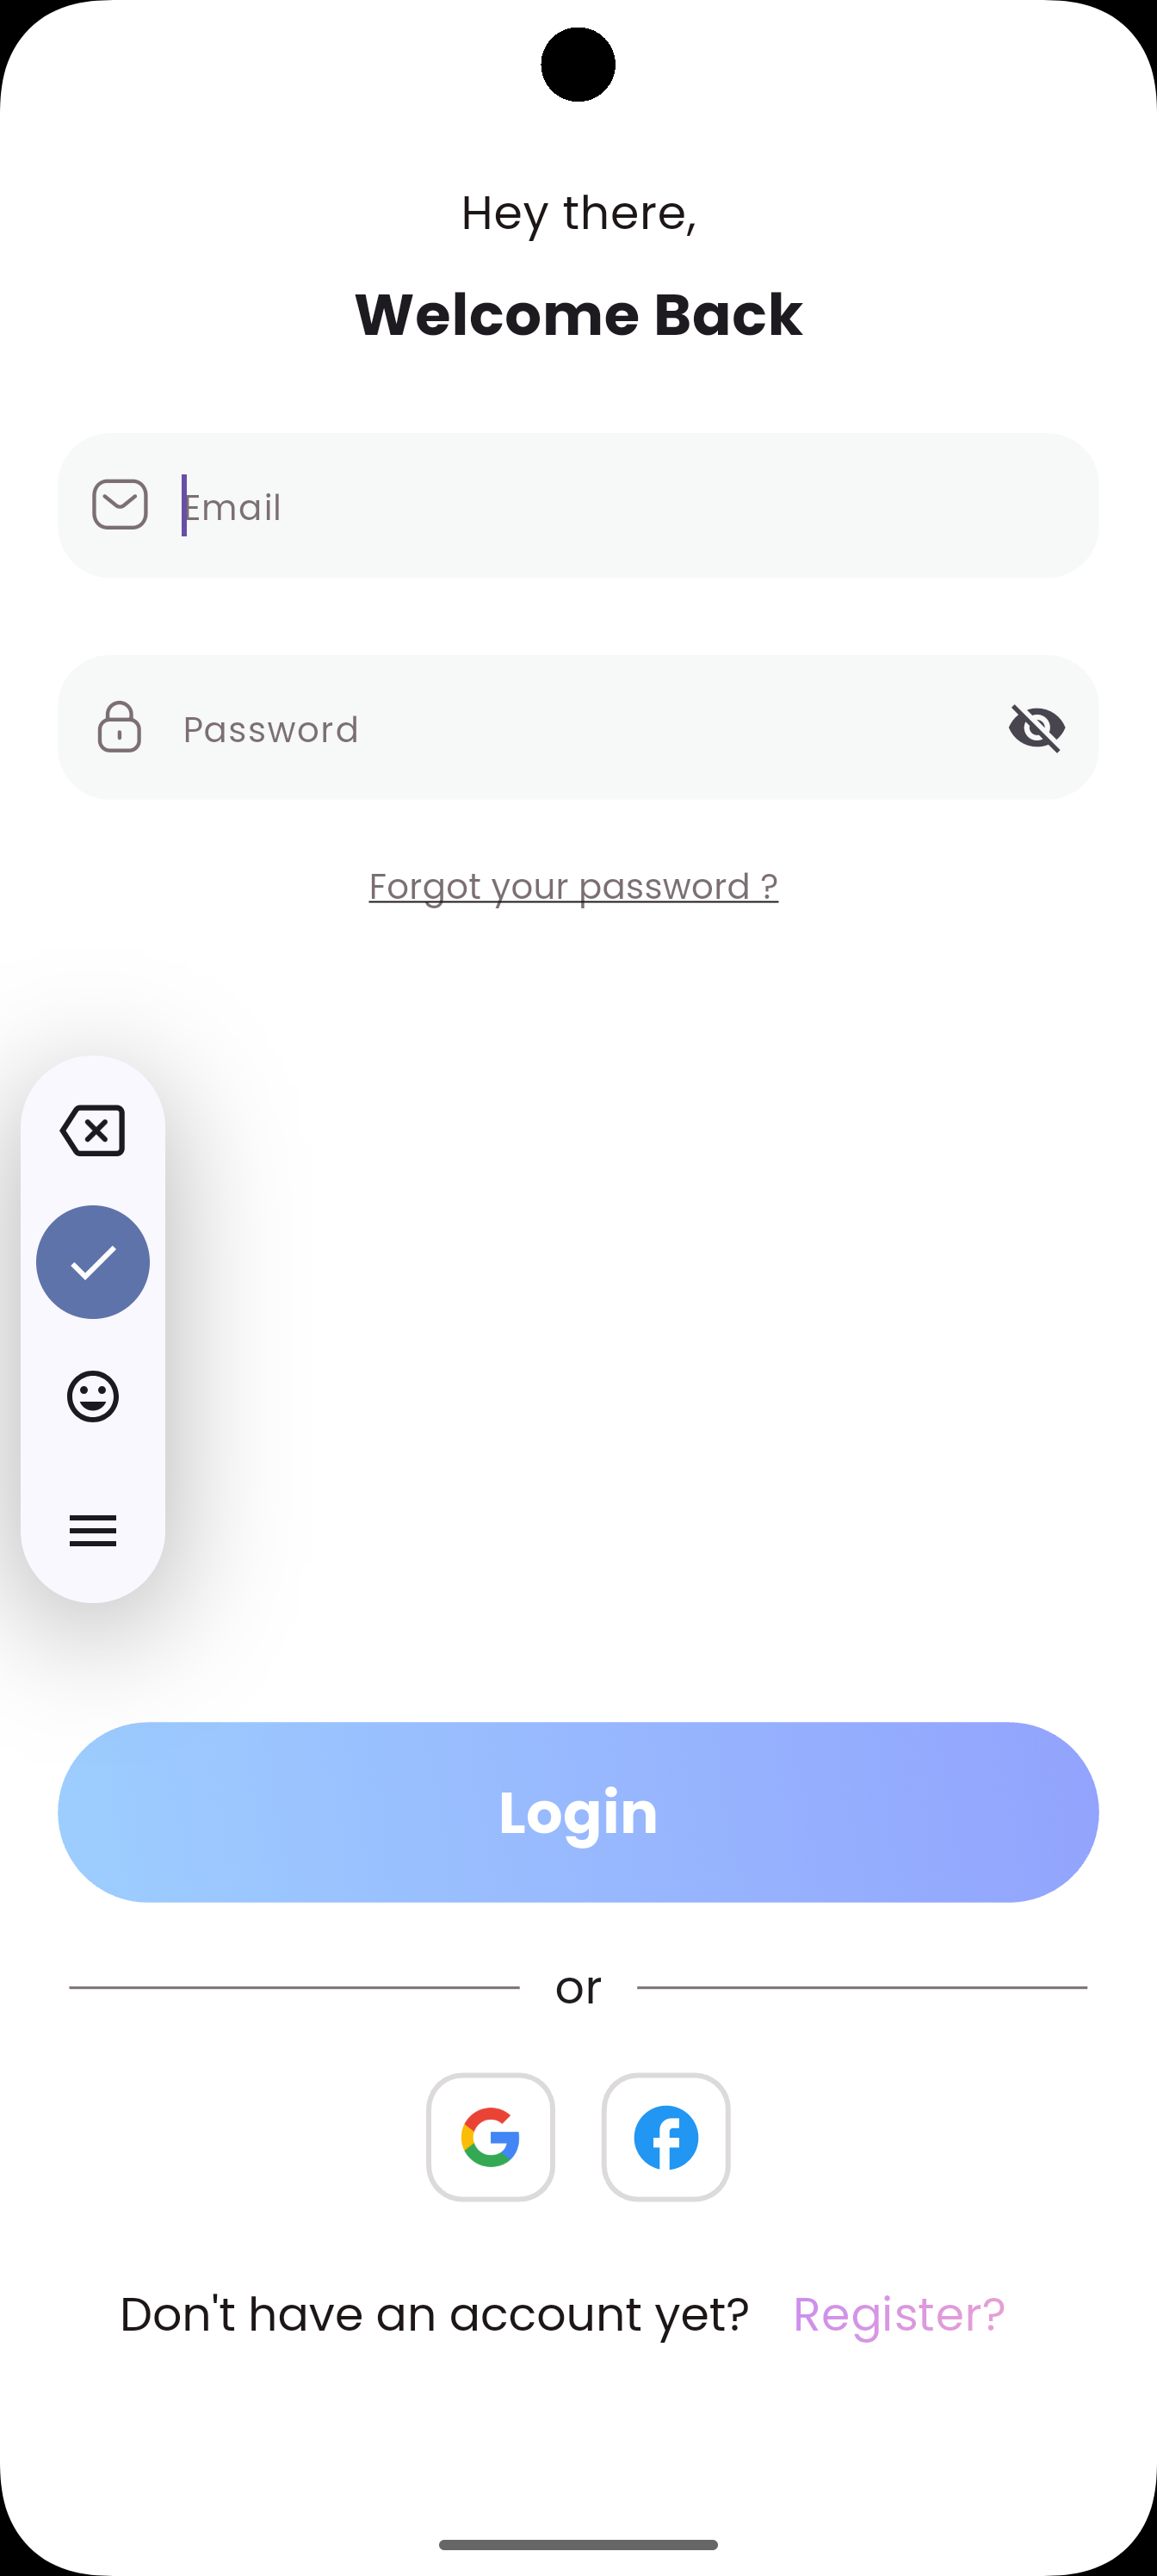 Hey there,
Welcome Back
Email
Password
Forgot your password ?
Login
or
Don't have an account yet? Register?